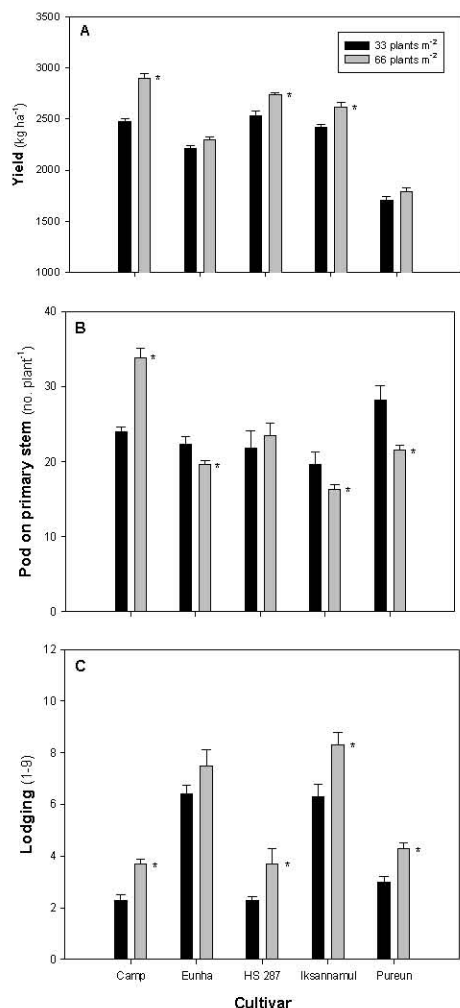 A
33 plants m⁻²
66 plants m⁻²
Yield (kg ha⁻¹)
3500
3000
2500
2000
1500
1000
*
*
*
B
Pod on primary stem (no. plant⁻¹)
40
30
20
10
0
*
*
*
*
C
Lodging (1-9)
12
10
8
6
4
2
0
*
*
*
*
Camp Eunha HS 287 Iksannamul Pureun
Cultivar